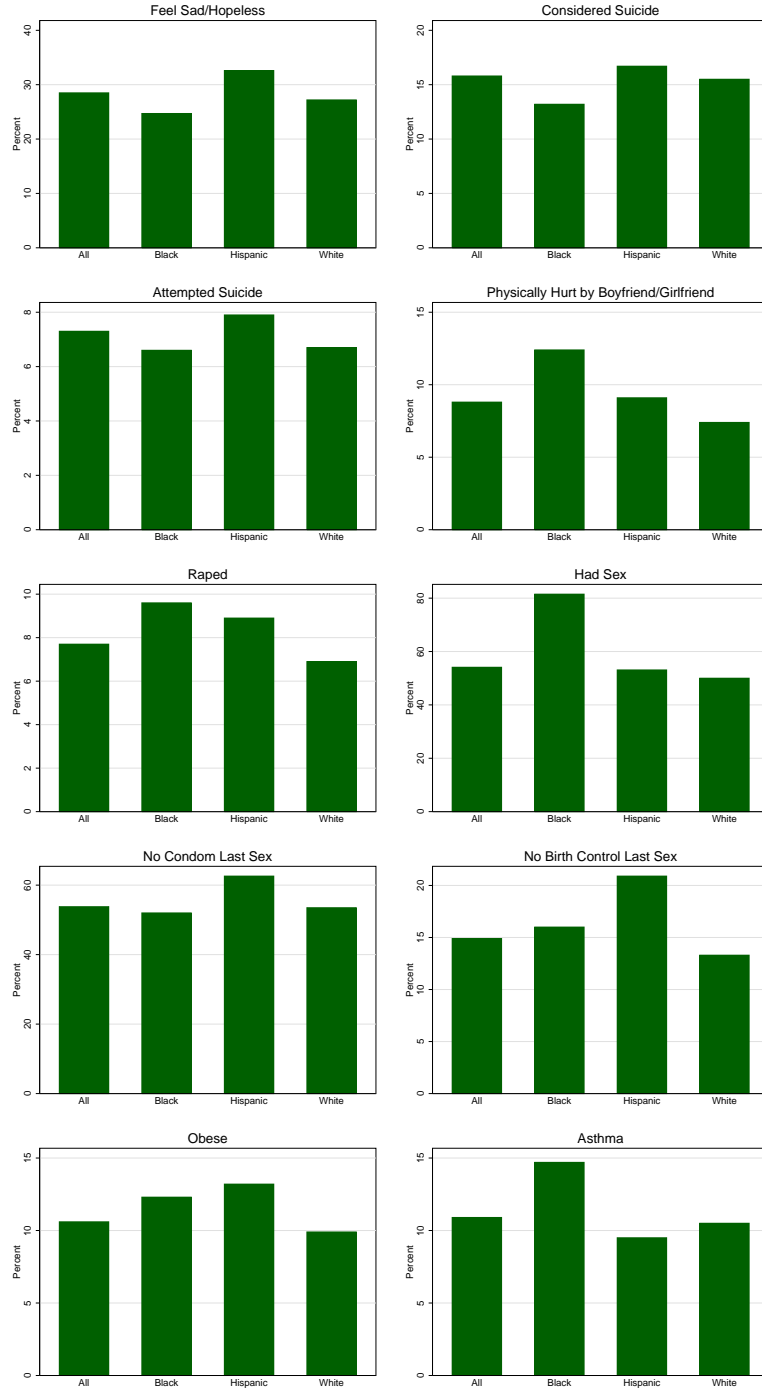 Feel Sad/Hopeless
Percent
0
10
20
30
40
All Black Hispanic White
Considered Suicide
Percent
0
5
10
15
20
All Black Hispanic White
Attempted Suicide
Percent
0
2
4
6
8
All Black Hispanic White
Physically Hurt by Boyfriend/Girlfriend
Percent
0
5
10
15
All Black Hispanic White
Raped
Percent
0
2
4
6
8
10
All Black Hispanic White
Had Sex
Percent
0
20
40
60
80
All Black Hispanic White
No Condom Last Sex
Percent
0
20
40
60
All Black Hispanic White
No Birth Control Last Sex
Percent
0
5
10
15
20
All Black Hispanic White
Obese
Percent
0
5
10
15
All Black Hispanic White
Asthma
Percent
0
5
10
15
All Black Hispanic White